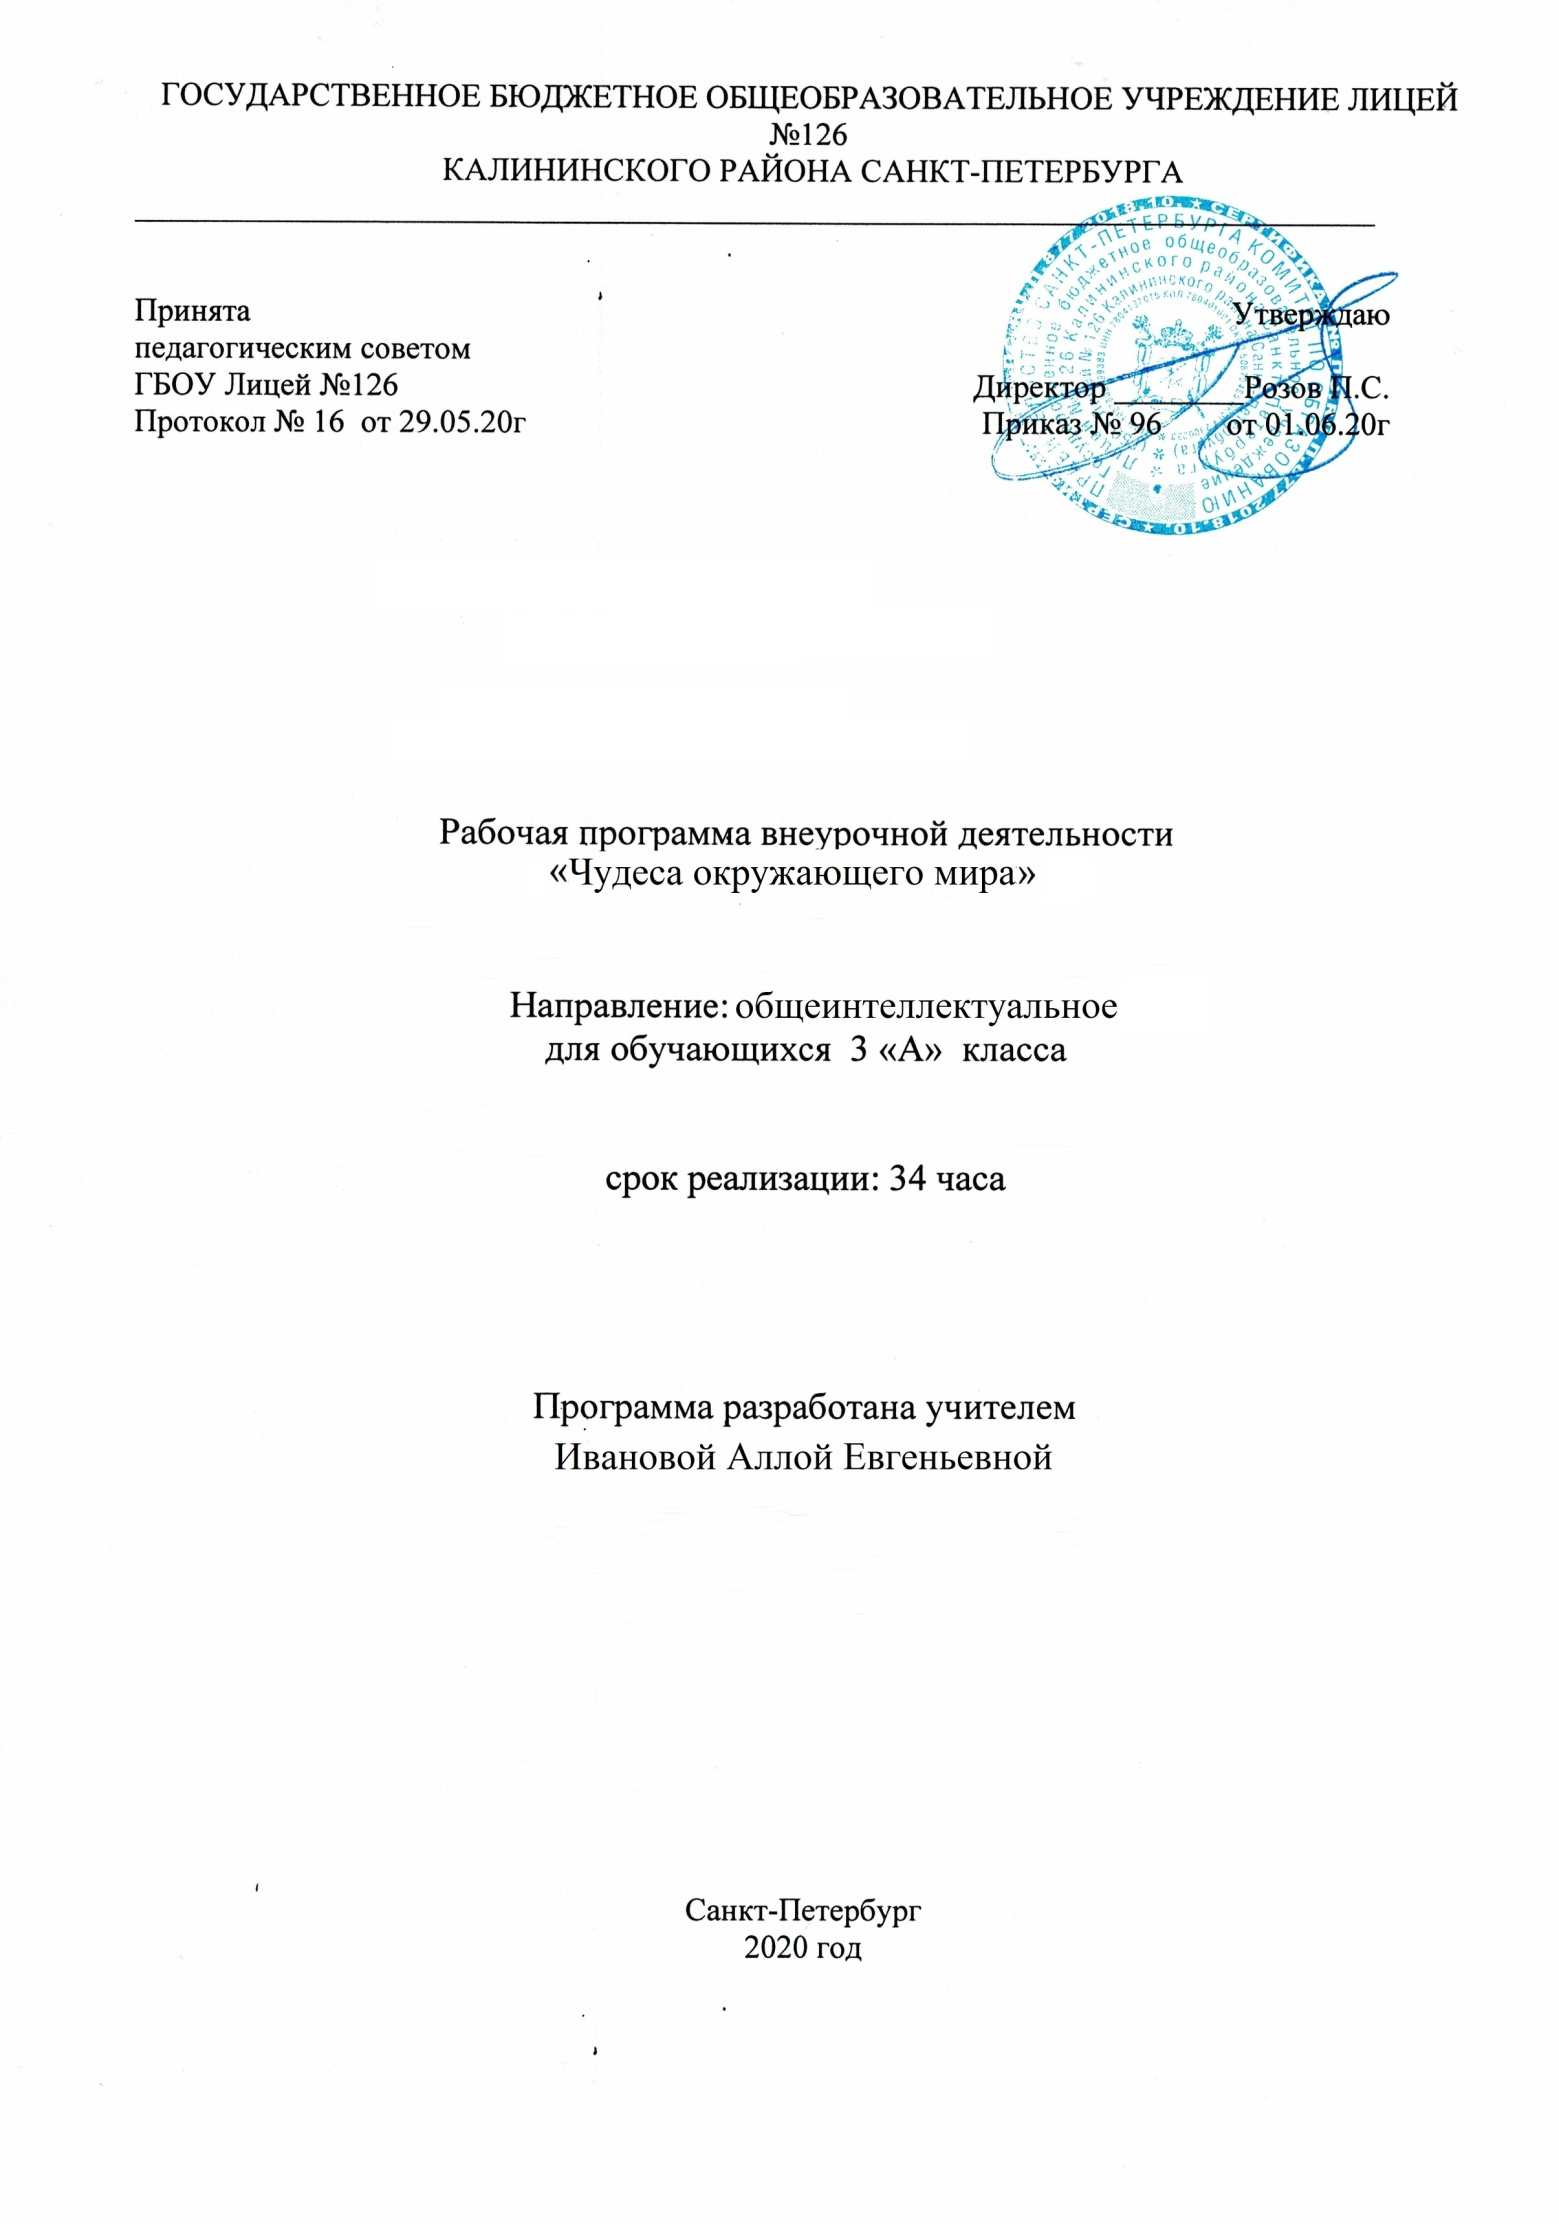 ГОСУДАРСТВЕННОЕ БЮДЖЕТНОЕ ОБЩЕОБРАЗОВАТЕЛЬНОЕ УЧРЕЖДЕНИЕ ЛИЦЕЙ
№126
КАЛИНИНСКОГО РАЙОНА САНКТ-ПЕТЕРБУРГА
Принята
педагогическим советом
ГБОУ Лицей №126
Протокол № 16 от 29.05.20г
Утверждаю
Директор ________Розов П.С.
Приказ № 96 от 01.06.20г
Рабочая программа внеурочной деятельности
«Чудеса окружающего мира»
Направление: общеинтеллектуальное
для обучающихся 3 «А» класса
срок реализации: 34 часа
Программа разработана учителем
Ивановой Аллой Евгеньевной
Санкт-Петербург
2020 год